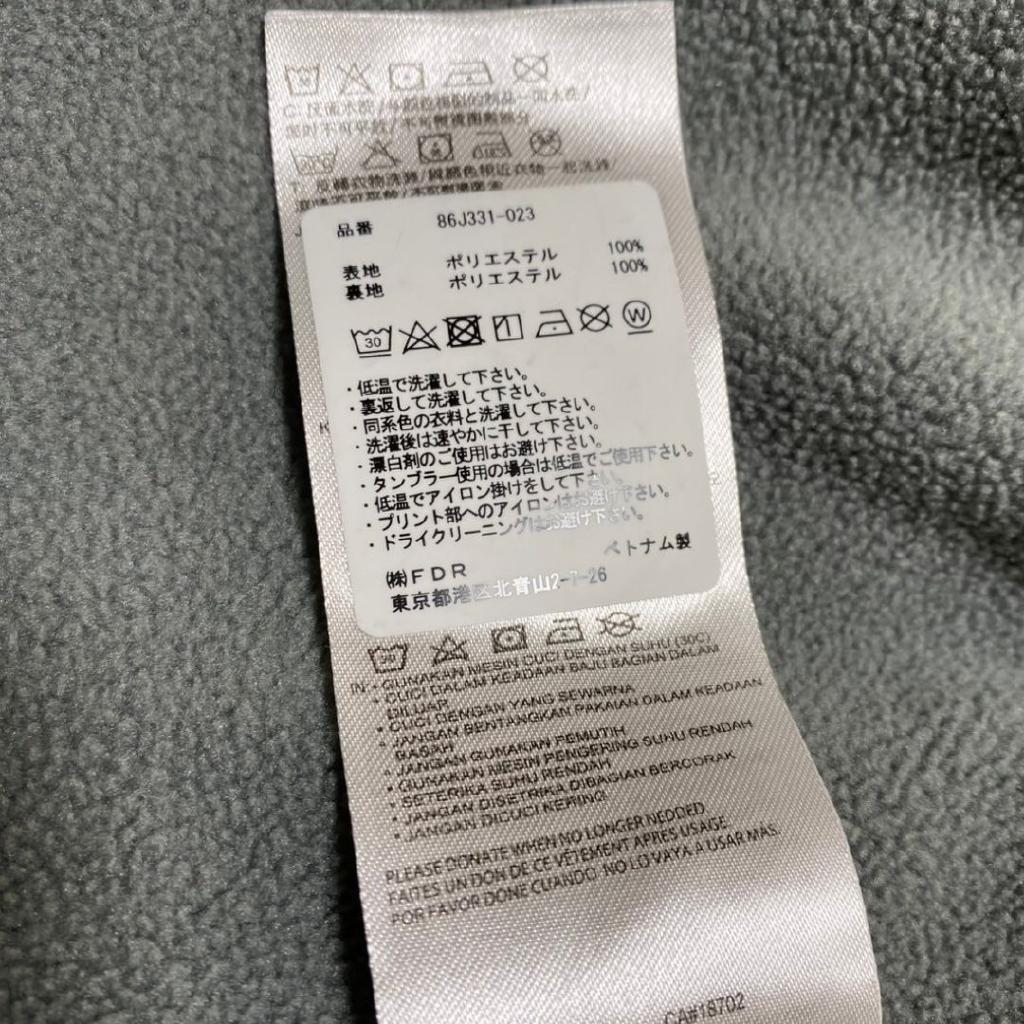 品番 86J331-023
表地 ポリエステル 100%
裏地 ポリエステル 100%
30 W
・低温で洗濯して下さい。
・裏返して洗濯して下さい。
・同系色の衣料と洗濯して下さい。
・洗濯後は速やかに干して下さい。
・漂白剤のご使用はお避け下さい。
・タンブラー使用の場合は低温でご使用下さい。
・低温でアイロン掛けをして下さい。
・プリント部へのアイロンはお避け下さい。
・ドライクリーニングはお避け下さい。
ベトナム製
㈱FDR
東京都港区北青山2-7-26
IN - GUNAKAN MESIN CUCI DENGAN SUHU (30C)
• CUCI DALAM KEADAAN BAJU BAGIAN DALAM
DILUAR
• CUCI DENGAN YANG SEWARNA
• JANGAN BENTANGKAN PAKAIAN DALAM KEADAAN
BASAH
• JANGAN GUNAKAN PEMUTIH
• GUNAKAN MESIN PENGERING SUHU RENDAH
• SETERIKA SUHU RENDAH
• JANGAN DISETRIKA DIBAGIAN BERCORAK
• JANGAN DICUCI KERING
PLEASE DONATE WHEN NO LONGER NEDDED.
FAITES UN DON DE CE VÊTEMENT APRES USAGE.
POR FAVOR DONE CUANDO NO LO VAYA A USAR MÁS.
CA#18702